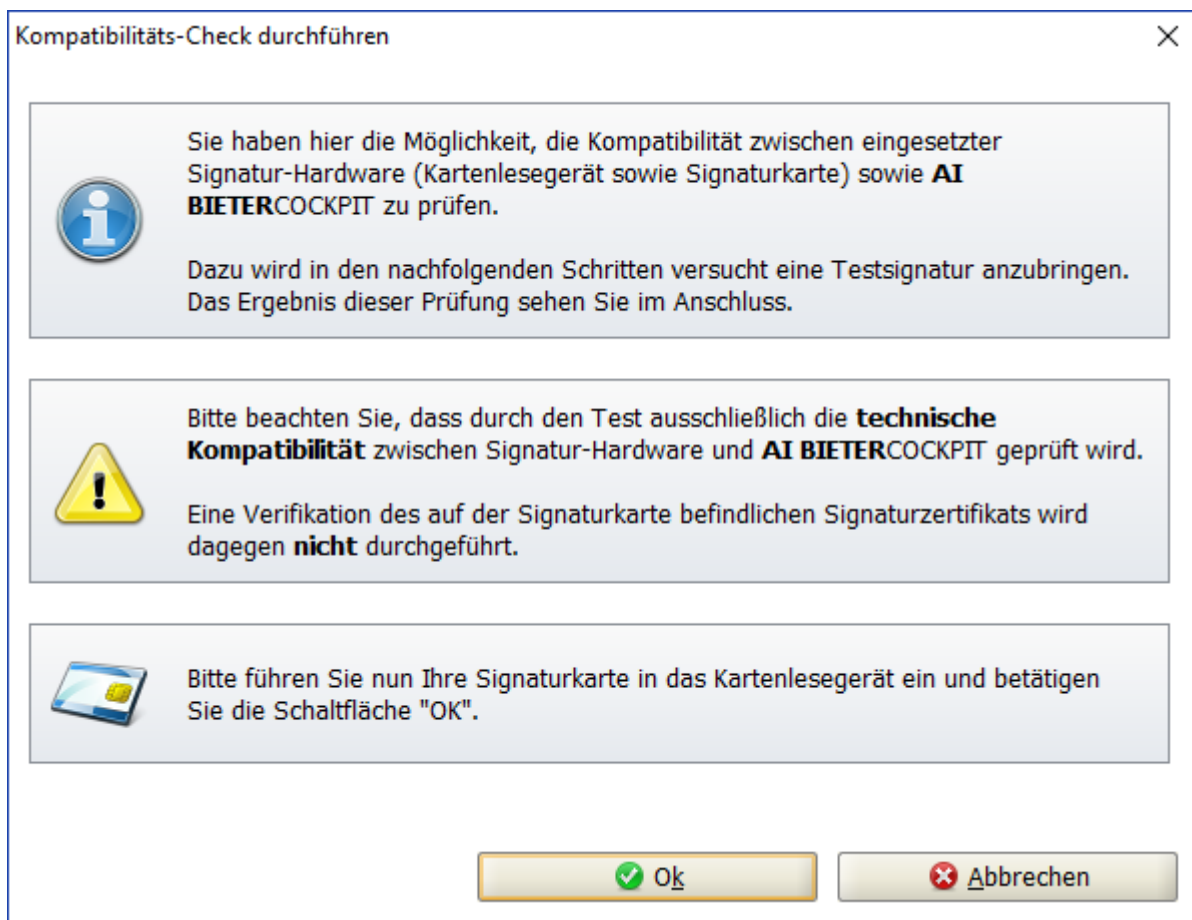 Kompatibilitäts-Check durchführen
Sie haben hier die Möglichkeit, die Kompatibilität zwischen eingesetzter
Signatur-Hardware (Kartenlesegerät sowie Signaturkarte) sowie AI
BIETERCOCKPIT zu prüfen.
Dazu wird in den nachfolgenden Schritten versucht eine Testsignatur anzubringen.
Das Ergebnis dieser Prüfung sehen Sie im Anschluss.
Bitte beachten Sie, dass durch den Test ausschließlich die technische
Kompatibilität zwischen Signatur-Hardware und AI BIETERCOCKPIT geprüft wird.
Eine Verifikation des auf der Signaturkarte befindlichen Signaturzertifikats wird
dagegen nicht durchgeführt.
Bitte führen Sie nun Ihre Signaturkarte in das Kartenlesegerät ein und betätigen
Sie die Schaltfläche "OK".
Ok
Abbrechen